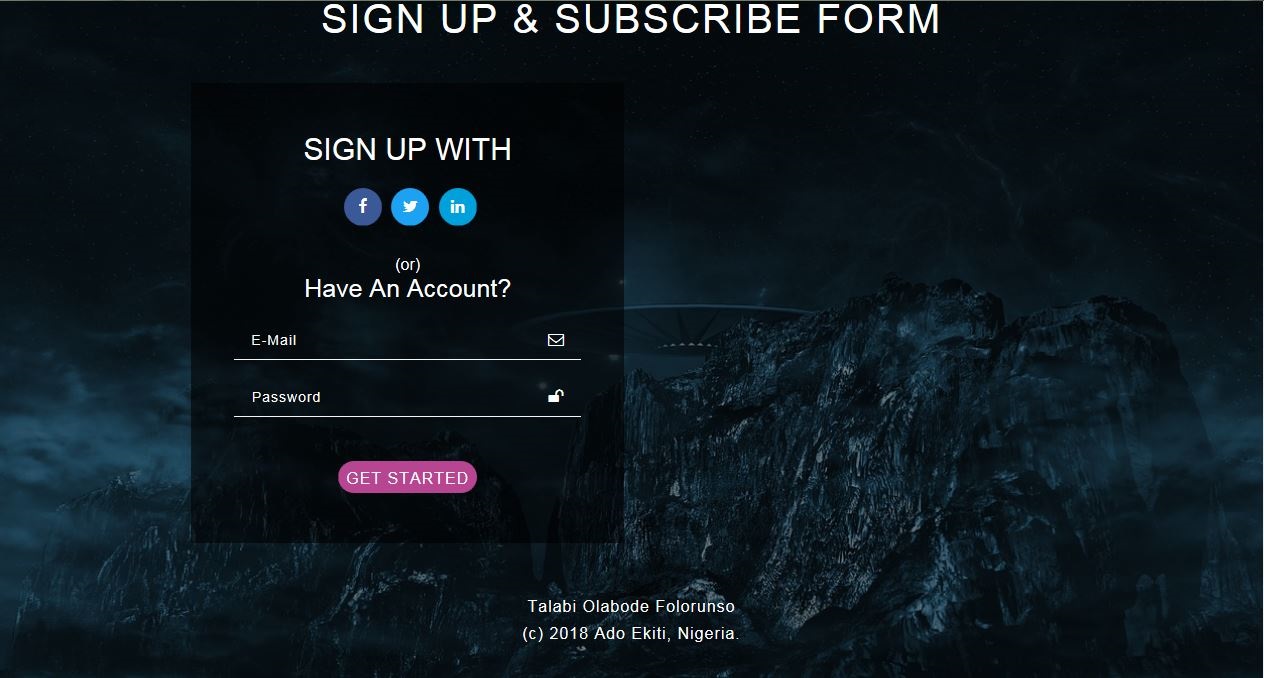 SIGN UP & SUBSCRIBE FORM
SIGN UP WITH
(or)
Have An Account?
E-Mail
Password
GET STARTED
Talabi Olabode Folorunso
(c) 2018 Ado Ekiti, Nigeria.